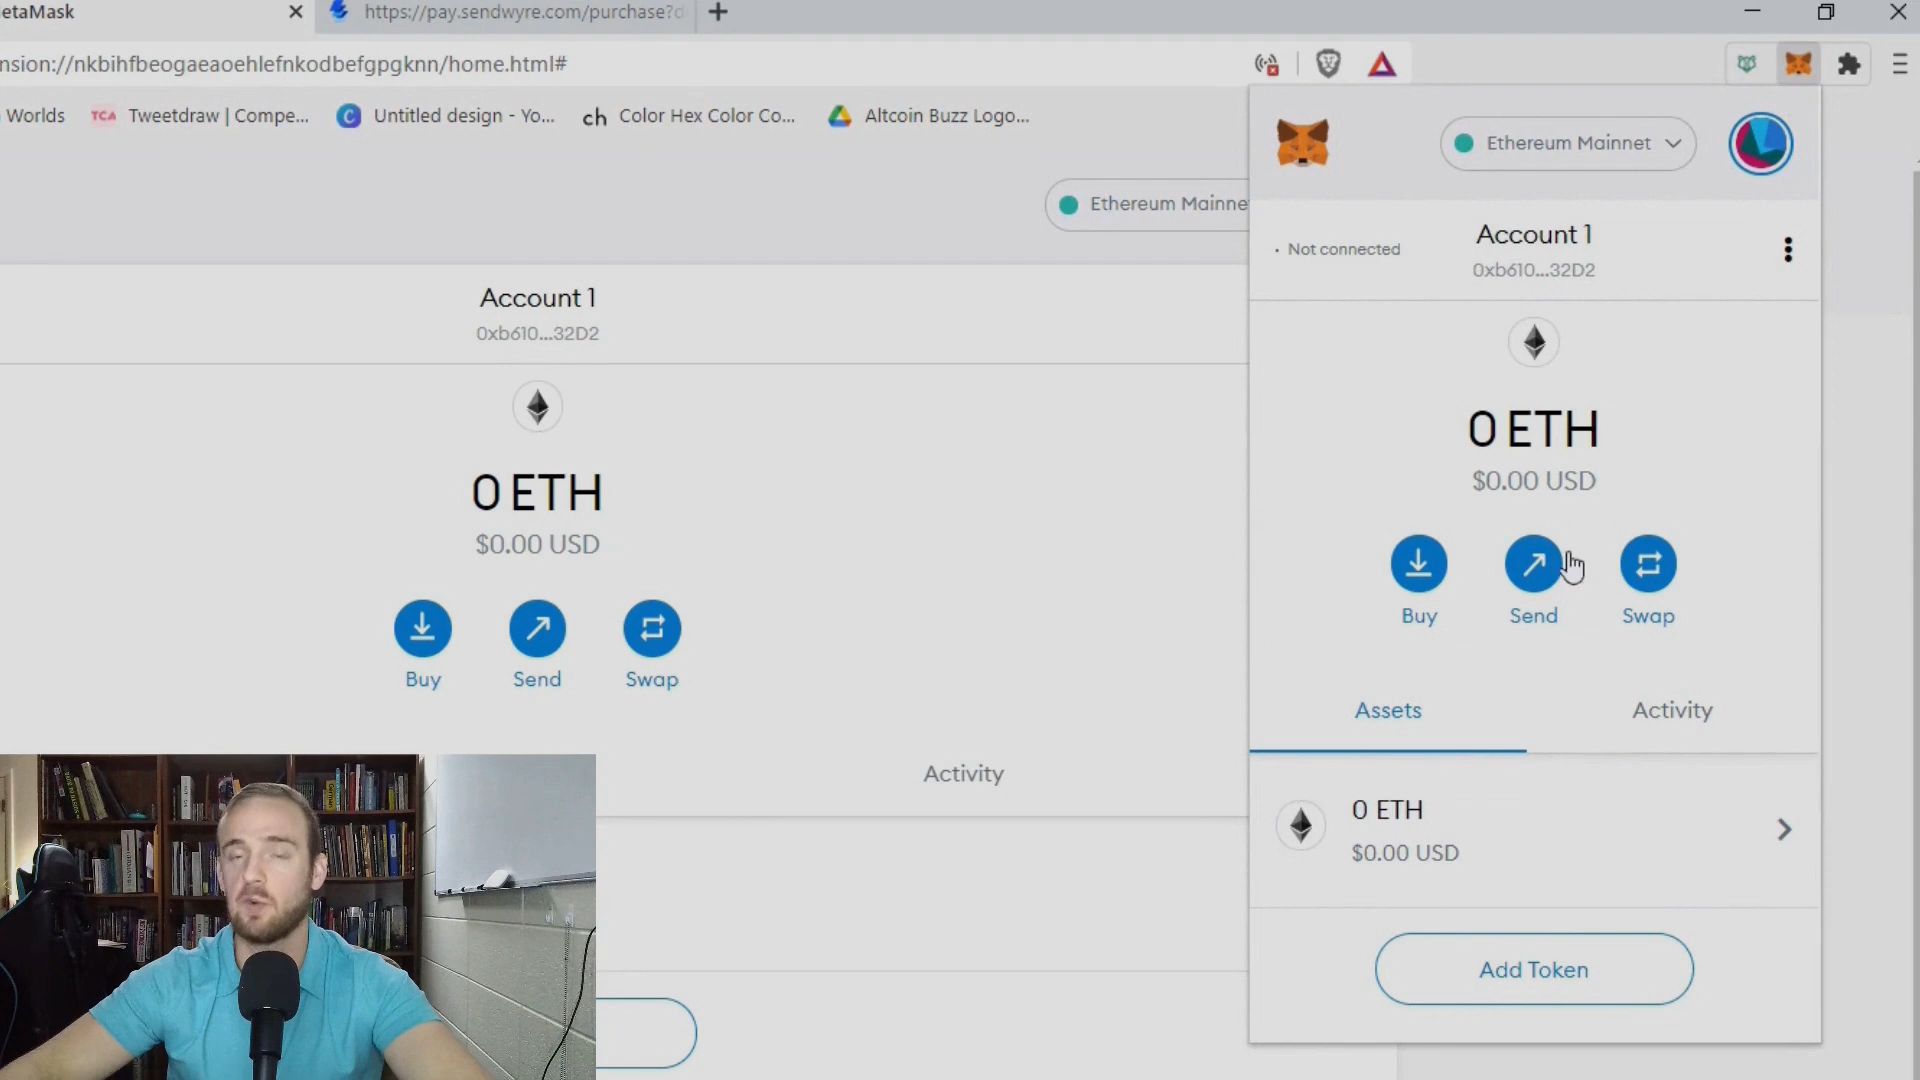 etaMask
https://pay.sendwyre.com/purchase?d
nsion://nkbihfbeogaeaoehlefnkodbefgpgknn/home.html#
Worlds
TCA Tweetdraw | Compe...
C Untitled design - Yo...
ch Color Hex Color Co...
Altcoin Buzz Logo...
Ethereum Mainne
Account 1
0xb610...32D2
0 ETH
$0.00 USD
Buy
Send
Swap
Activity
Ethereum Mainnet
Not connected
Account 1
0xb610...32D2
0 ETH
$0.00 USD
Buy
Send
Swap
Assets
Activity
0 ETH
$0.00 USD
Add Token